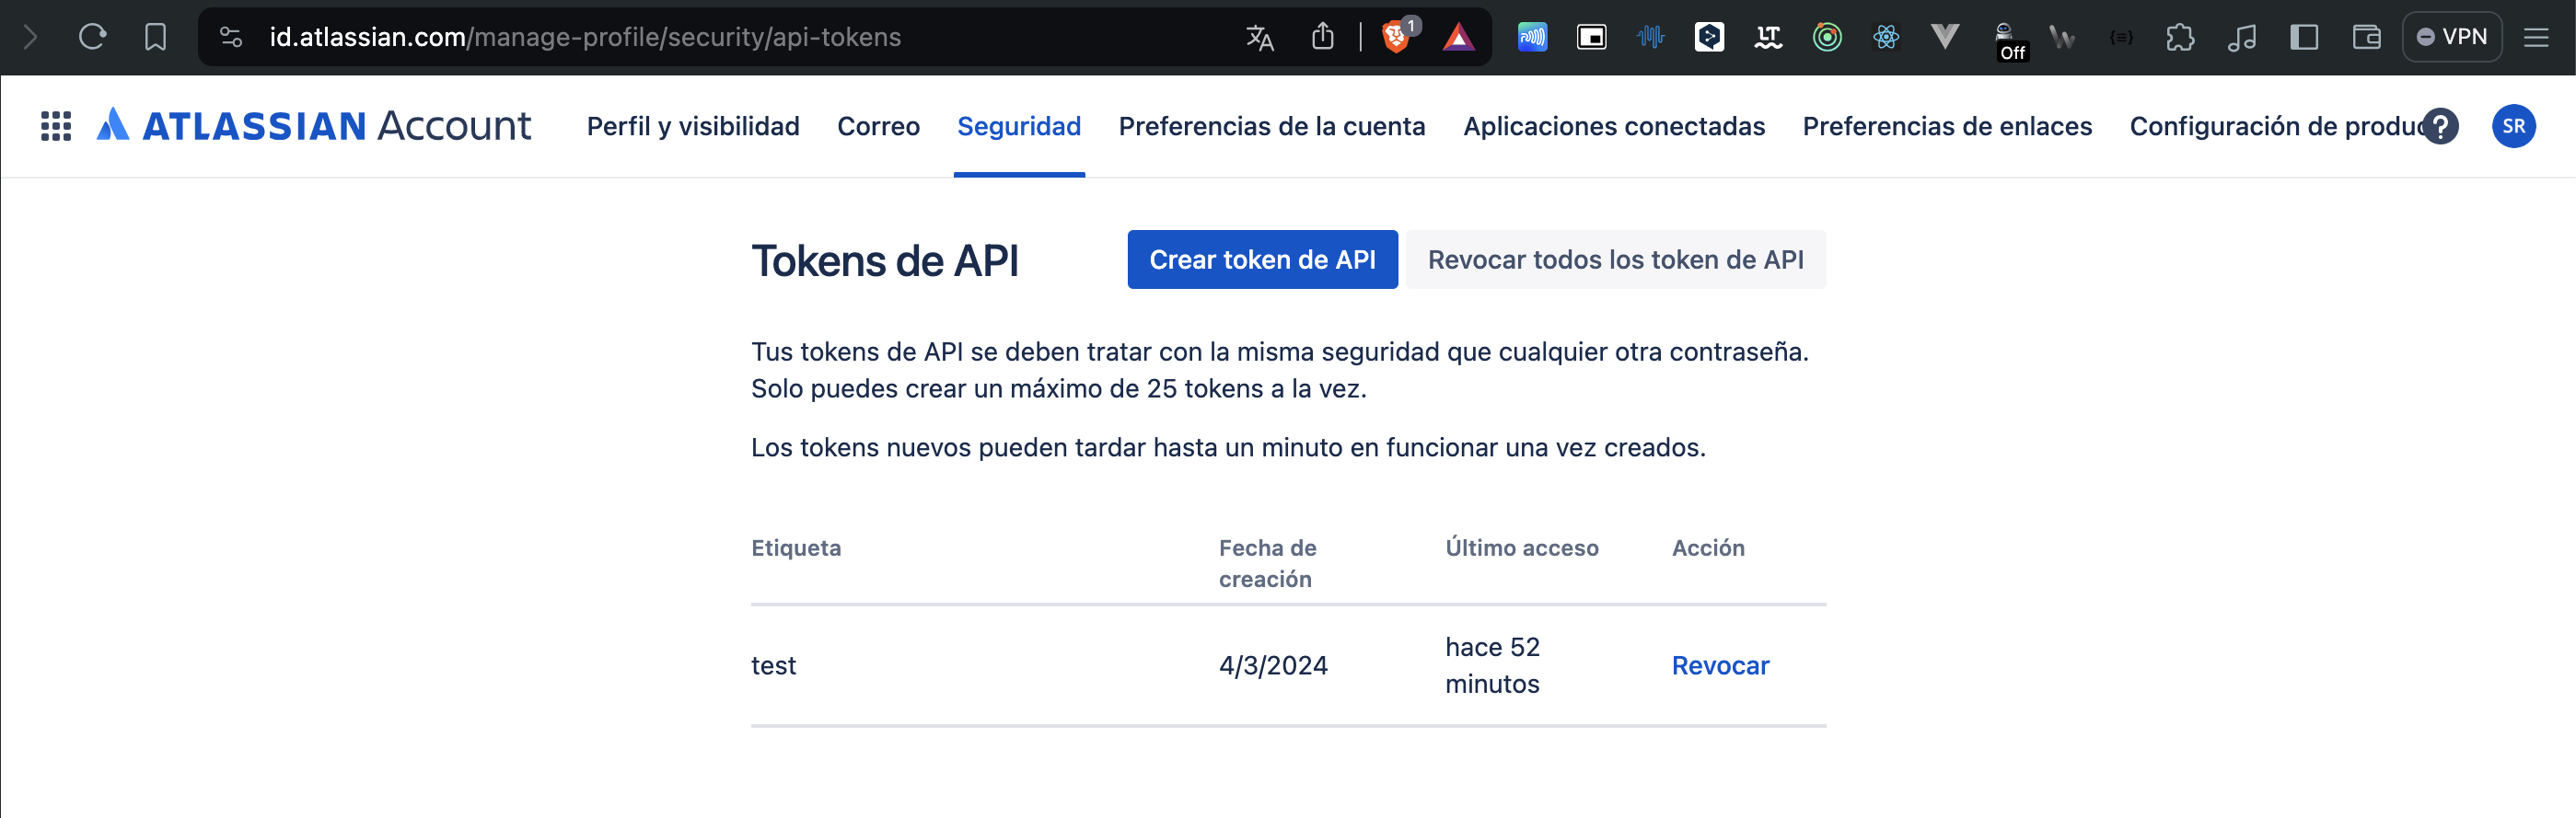 id.atlassian.com/manage-profile/security/api-tokens
1
LT
Off
VPN
ATLASSIAN Account
Perfil y visibilidad
Correo
Seguridad
Preferencias de la cuenta
Aplicaciones conectadas
Preferencias de enlaces
Configuración de produc
?
SR
Tokens de API
Crear token de API
Revocar todos los token de API
Tus tokens de API se deben tratar con la misma seguridad que cualquier otra contraseña.
Solo puedes crear un máximo de 25 tokens a la vez.
Los tokens nuevos pueden tardar hasta un minuto en funcionar una vez creados.
Etiqueta
Fecha de
creación
Último acceso
Acción
test
4/3/2024
hace 52
minutos
Revocar